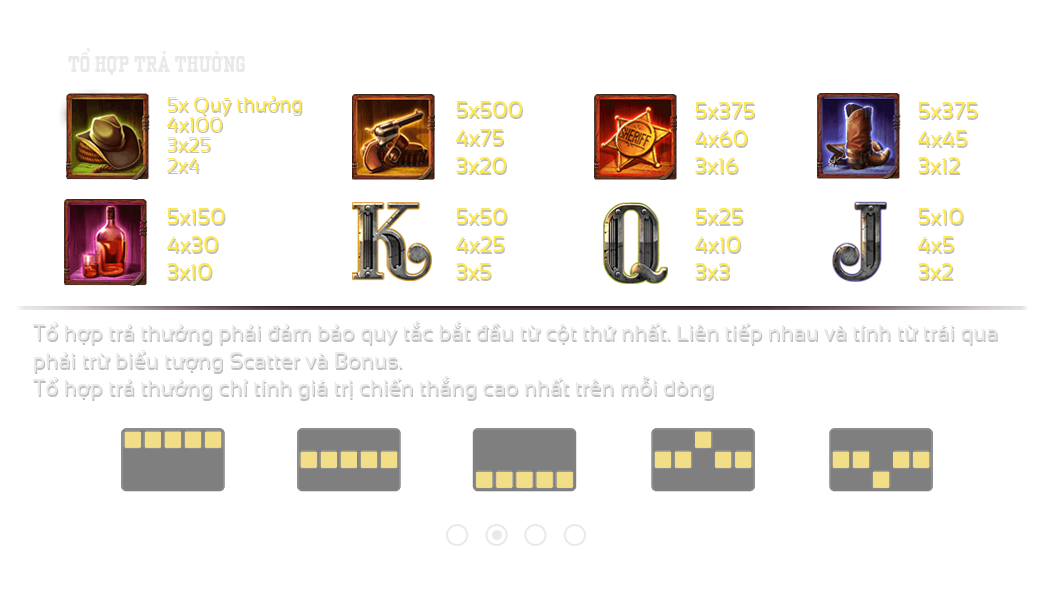 TỔ HỢP TRẢ THƯỞNG
5x Quỹ thưởng
4x100
3x25
2x4
5x500
4x75
3x20
SHERIFF
5x375
4x60
3x16
5x375
4x45
3x12
5x150
4x30
3x10
K
5x50
4x25
3x5
Q
5x25
4x10
3x3
J
5x10
4x5
3x2
Tổ hợp trả thưởng phải đảm bảo quy tắc bắt đầu từ cột thứ nhất. Liên tiếp nhau và tính từ trái qua
phải trừ biểu tượng Scatter và Bonus.
Tổ hợp trả thưởng chỉ tính giá trị chiến thắng cao nhất trên mỗi dòng